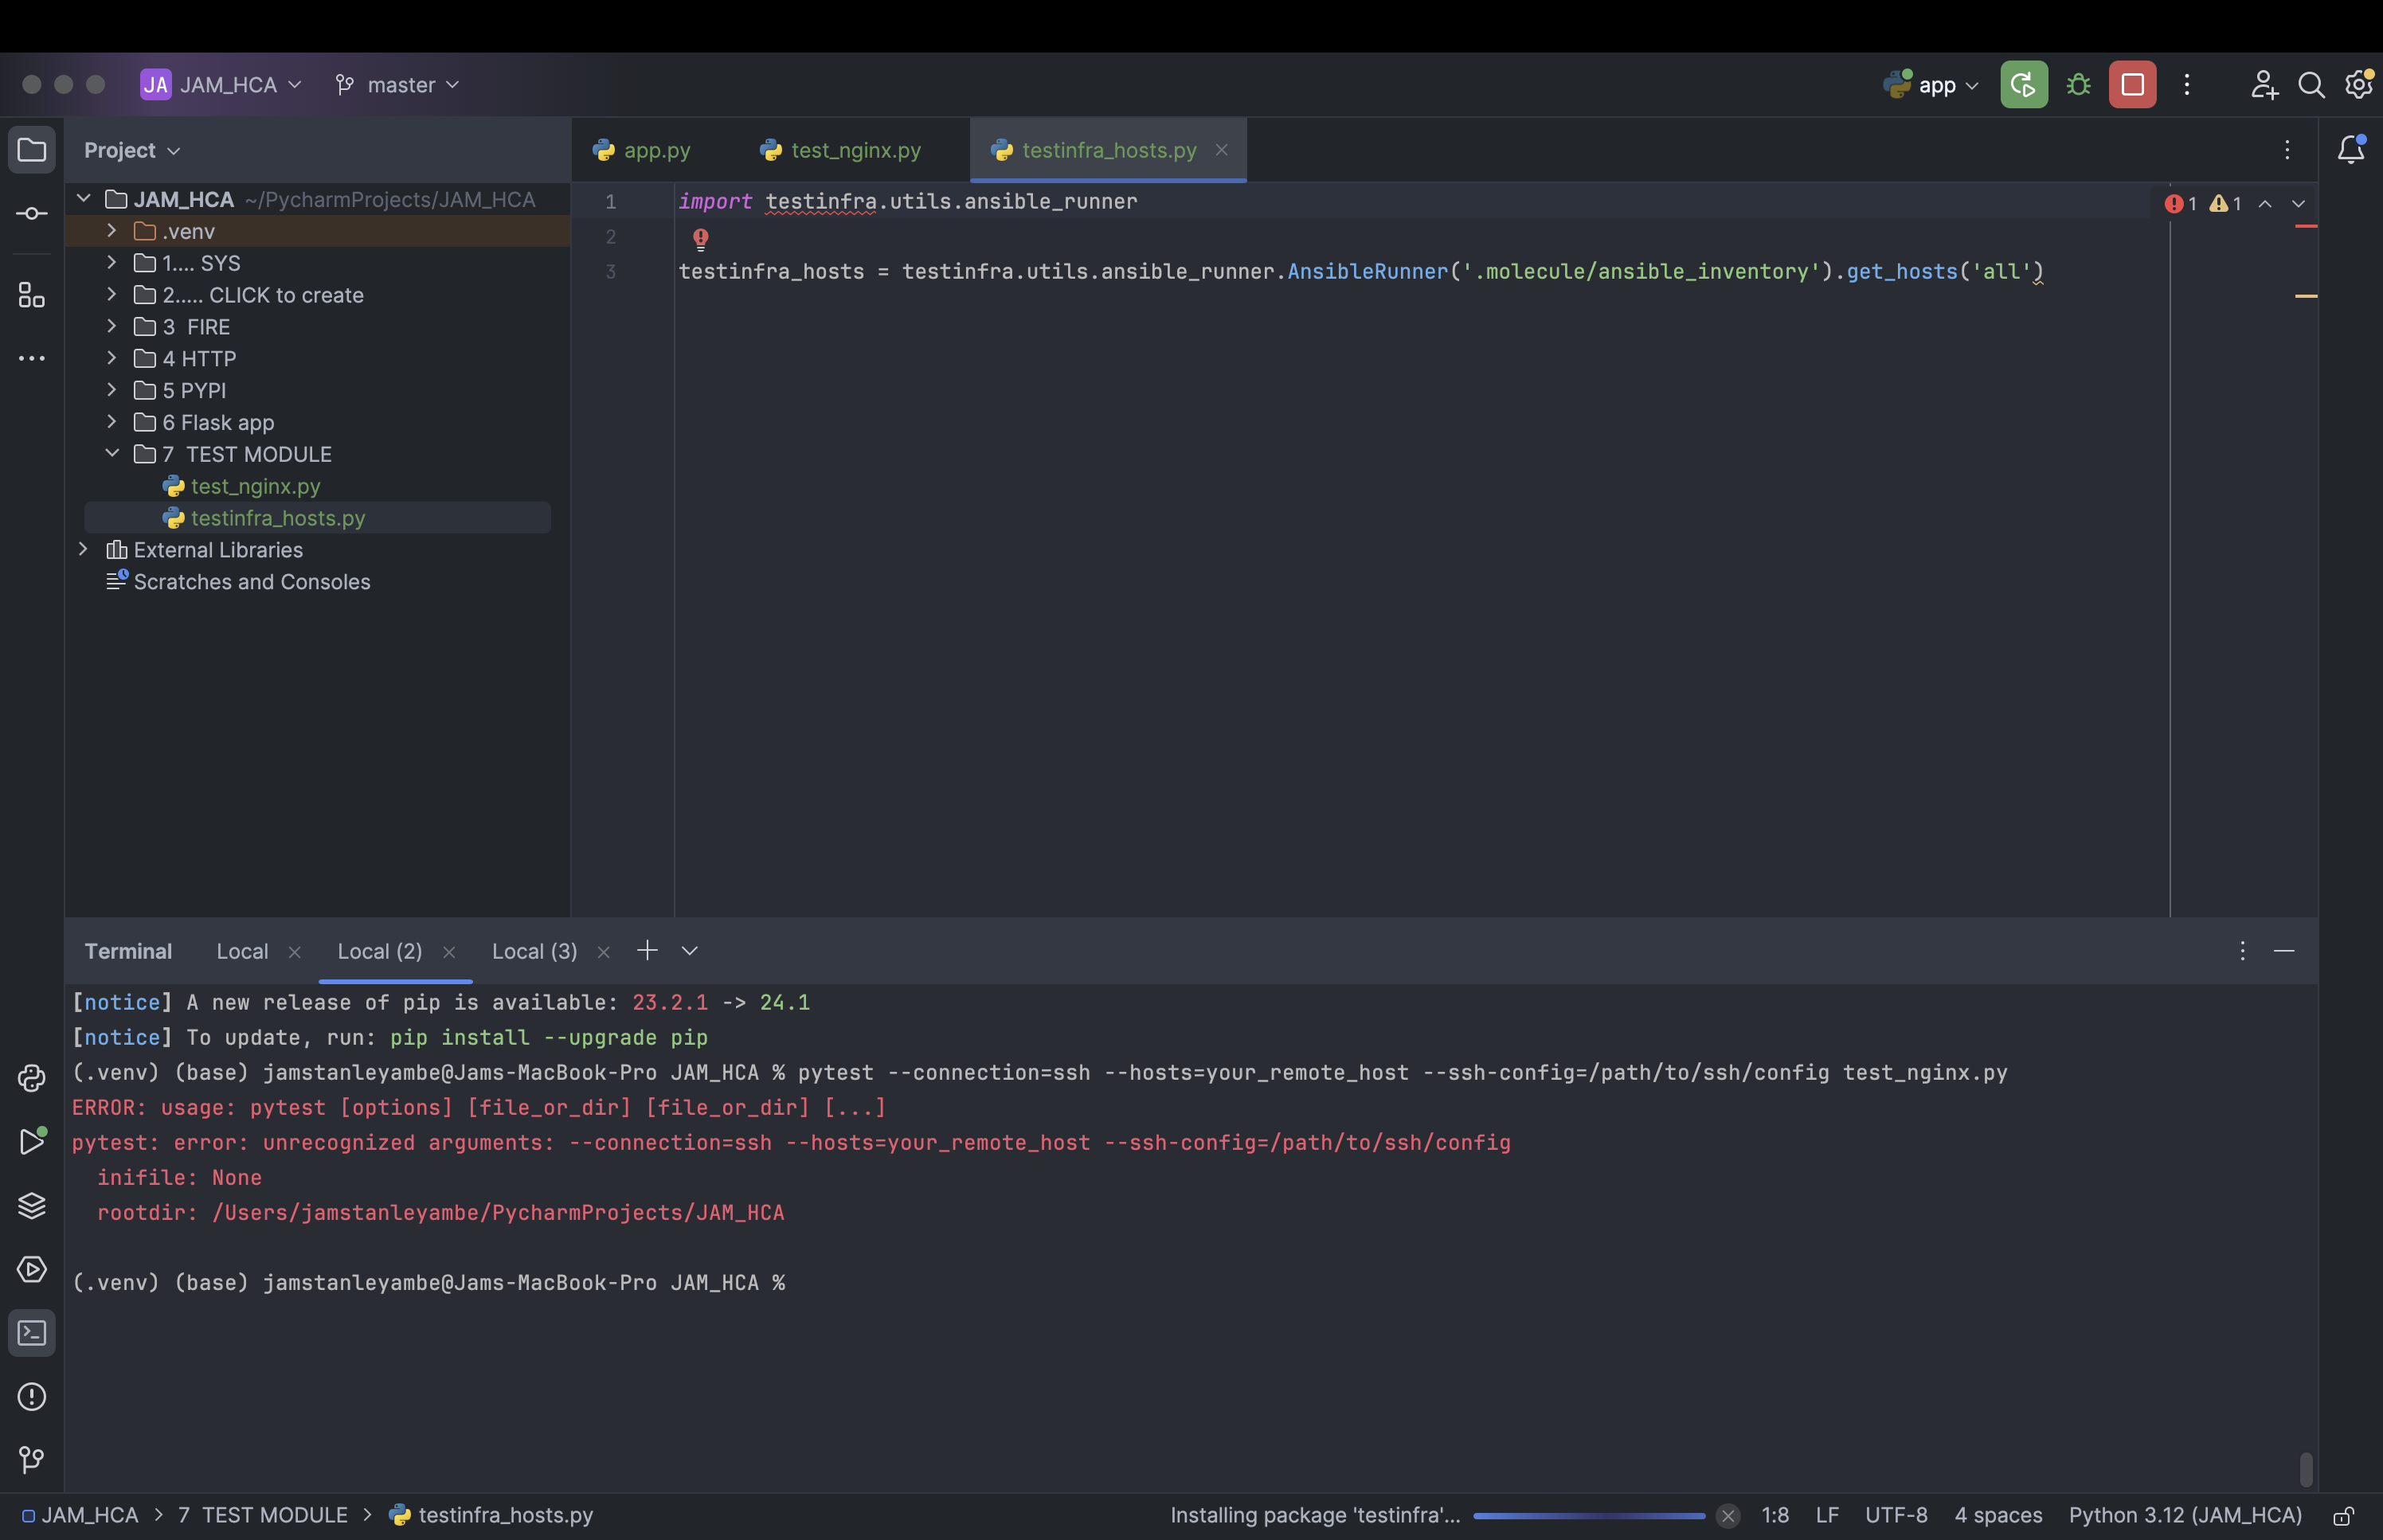 JA JAM_HCA master app
Project app.py test_nginx.py testinfra_hosts.py
JAM_HCA ~/PycharmProjects/JAM_HCA
.venv
1.... SYS
2..... CLICK to create
3  FIRE
4 HTTP
5 PYPI
6 Flask app
7  TEST MODULE
test_nginx.py
testinfra_hosts.py
External Libraries
Scratches and Consoles
1 import testinfra.utils.ansible_runner 1 1
2
3 testinfra_hosts = testinfra.utils.ansible_runner.AnsibleRunner('.molecule/ansible_inventory').get_hosts('all')
Terminal Local Local (2) Local (3)
[notice] A new release of pip is available: 23.2.1 -> 24.1
[notice] To update, run: pip install --upgrade pip
(.venv) (base) jamstanleyambe@Jams-MacBook-Pro JAM_HCA % pytest --connection=ssh --hosts=your_remote_host --ssh-config=/path/to/ssh/config test_nginx.py
ERROR: usage: pytest [options] [file_or_dir] [file_or_dir] [...]
pytest: error: unrecognized arguments: --connection=ssh --hosts=your_remote_host --ssh-config=/path/to/ssh/config
  inifile: None
  rootdir: /Users/jamstanleyambe/PycharmProjects/JAM_HCA
(.venv) (base) jamstanleyambe@Jams-MacBook-Pro JAM_HCA %
JAM_HCA > 7  TEST MODULE > testinfra_hosts.py Installing package 'testinfra'... 1:8 LF UTF-8 4 spaces Python 3.12 (JAM_HCA)